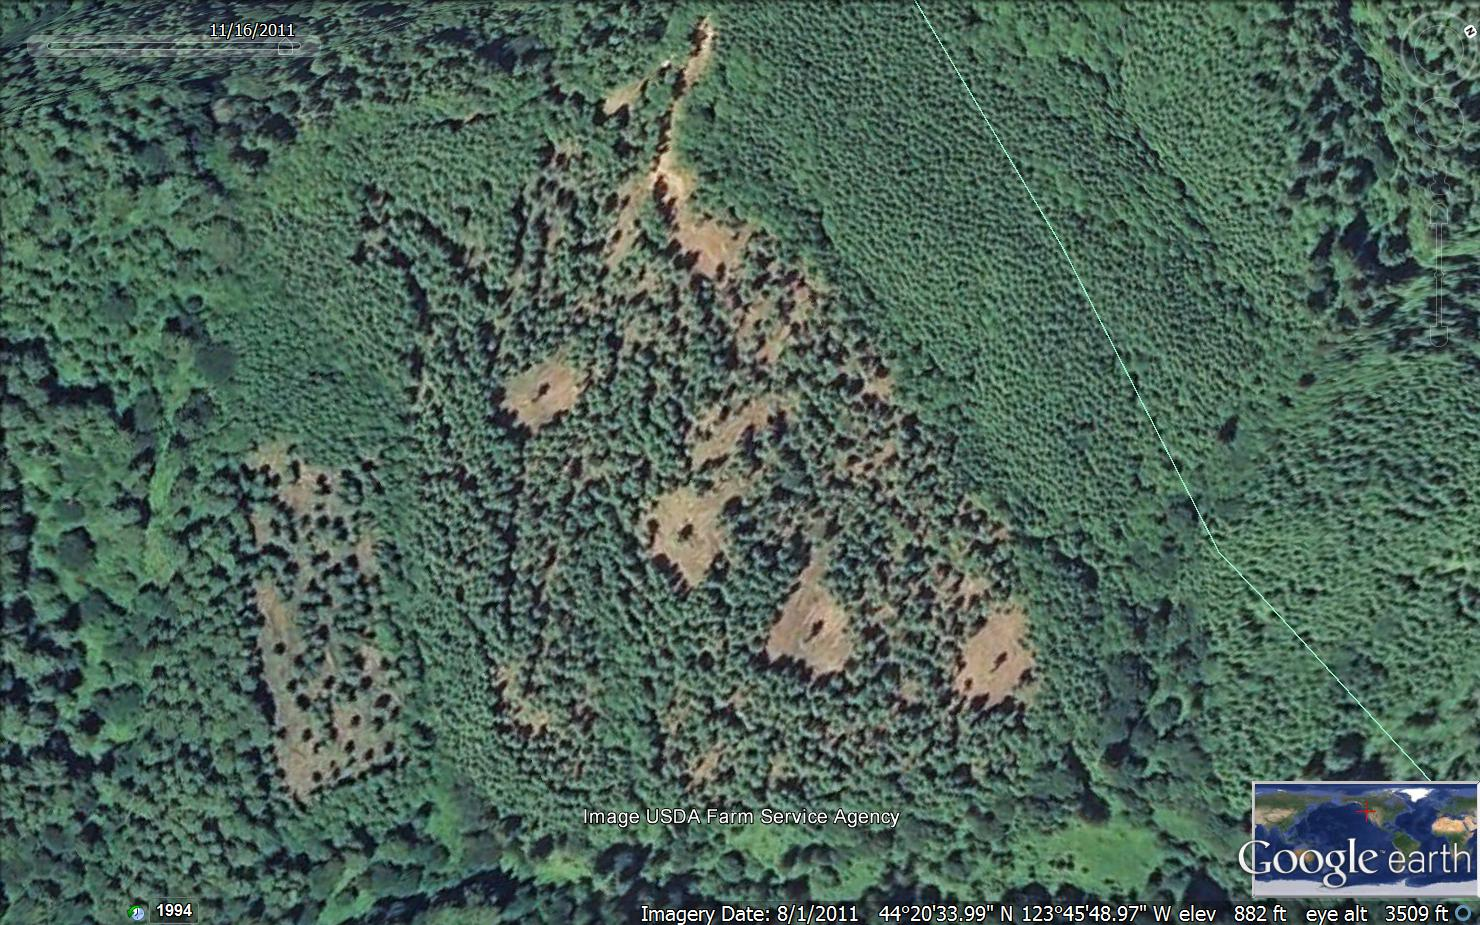 11/16/2011
N
Image USDA Farm Service Agency
Google earth
1994
Imagery Date: 8/1/2011 44°20'33.99" N 123°45'48.97" W elev 882 ft eye alt 3509 ft